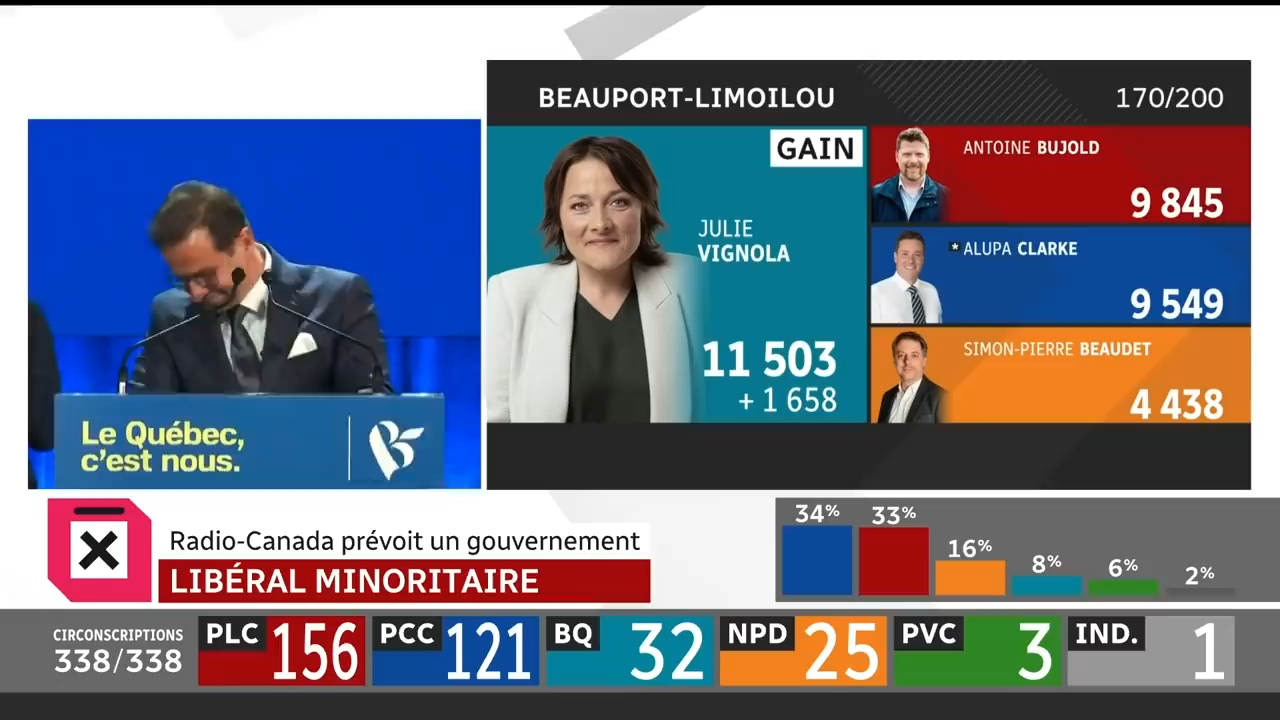 BEAUPORT-LIMOILOU
170/200
GAIN
JULIE
VIGNOLA
11 503
+ 1 658
ANTOINE BUJOLD
9 845
* ALUPA CLARKE
9 549
SIMON-PIERRE BEAUDET
4 438
Le Québec,
c'est nous.
Radio-Canada prévoit un gouvernement
LIBÉRAL MINORITAIRE
34% 33% 16% 8% 6% 2%
CIRCONSCRIPTIONS
338/338
PLC 156
PCC 121
BQ 32
NPD 25
PVC 3
IND. 1